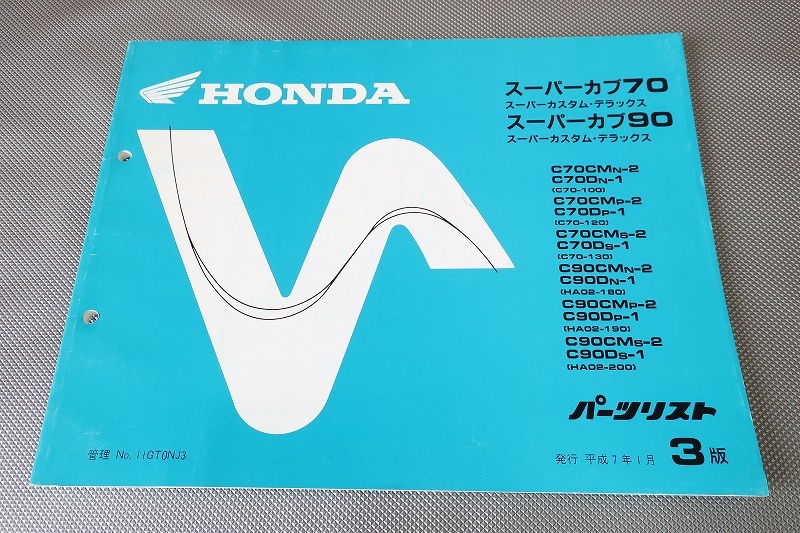 HONDA
スーパーカブ70
スーパーカスタム・デラックス
スーパーカブ90
スーパーカスタム・デラックス
C70CMN-2
C70DN-1
(C70-100)
C70CMP-2
C70DP-1
(C70-120)
C70CMS-2
C70DS-1
(C70-130)
C90CMN-2
C90DN-1
(HA02-180)
C90CMP-2
C90DP-1
(HA02-190)
C90CMS-2
C90DS-1
(HA02-200)
パーツリスト
管理 No. 11GT0NJ3
発行 平成7年1月 3版